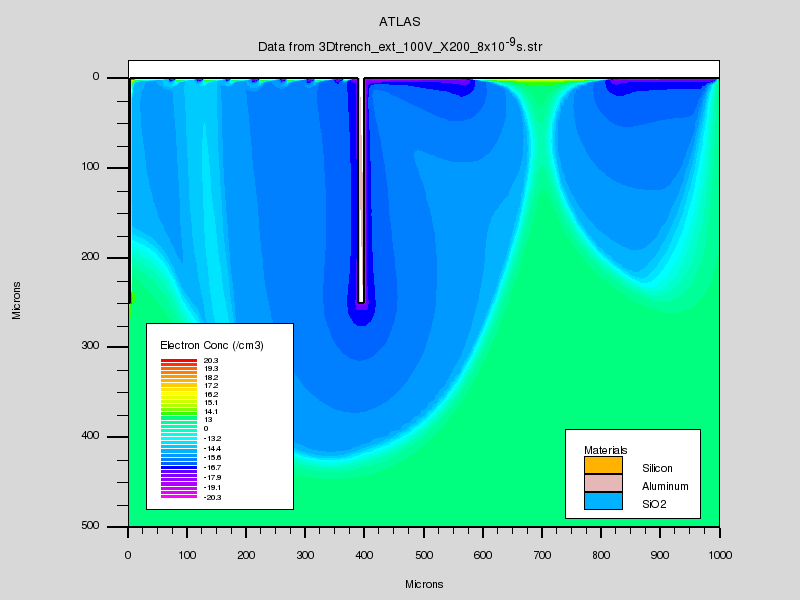 ATLAS
Data from 3Dtrench_ext_100V_X200_8x10-9s.str
0
100
200
300
400
500
Microns
0 100 200 300 400 500 600 700 800 900 1000
Microns
Electron Conc (/cm3)
20.3
19.3
18.2
17.2
16.2
15.1
14.1
13
0
-13.2
-14.4
-15.6
-16.7
-17.9
-19.1
-20.3
Materials
Silicon
Aluminum
SiO2